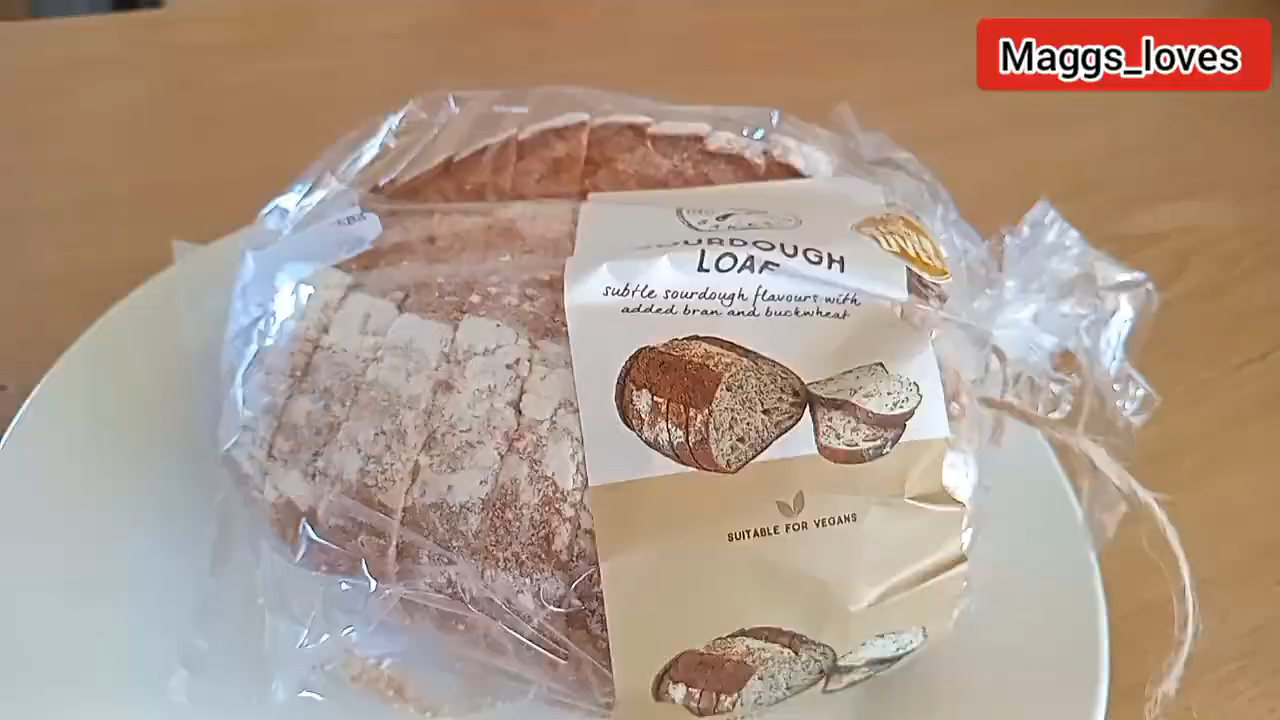 Maggs_loves
SOURDOUGH
LOAF
subtle sourdough flavours with
added bran and buckwheat
SUITABLE FOR VEGANS